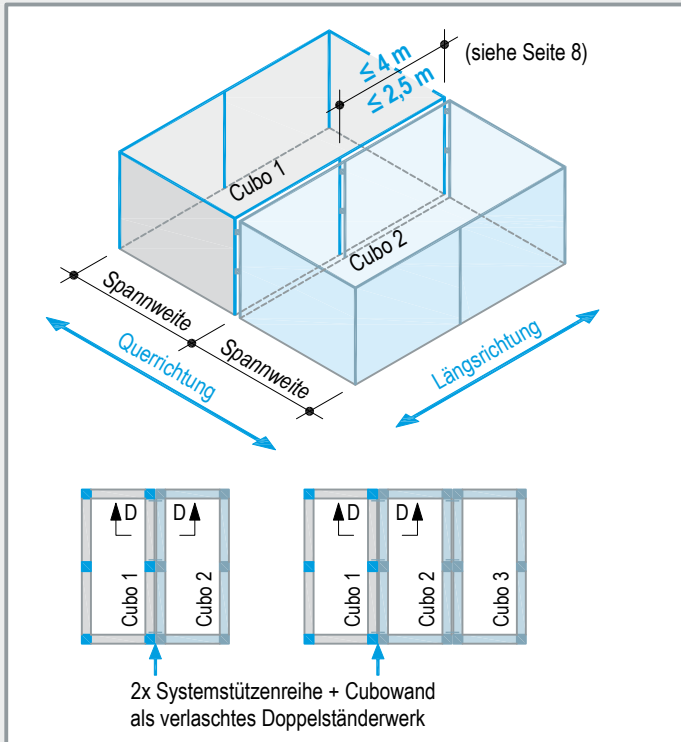 ≤ 4 m
≤ 2,5 m
(siehe Seite 8)
Cubo 1
Cubo 2
Spannweite
Spannweite
Querrichtung
Längsrichtung
D
D
Cubo 1
Cubo 2
D
D
Cubo 1
Cubo 2
Cubo 3
2x Systemstützenreihe + Cubowand
als verlaschtes Doppelständerwerk